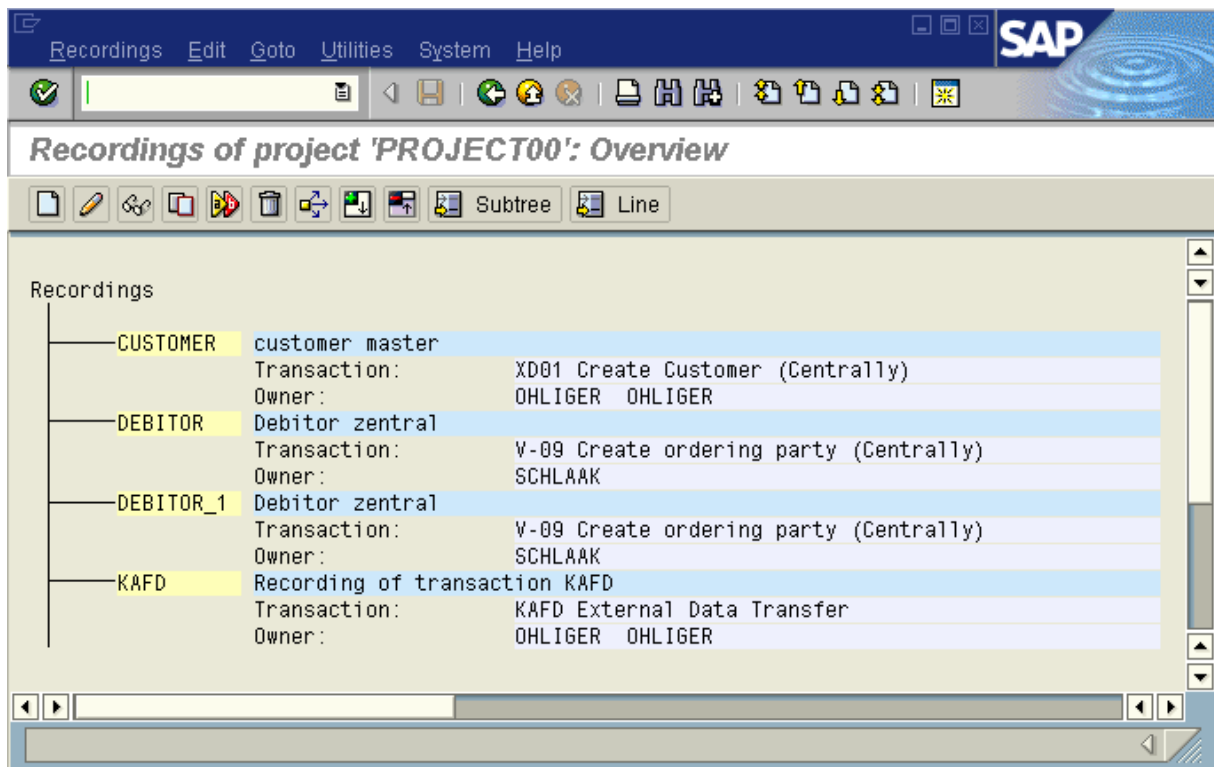 Recordings Edit Goto Utilities System Help
SAP
Recordings of project 'PROJECT00': Overview
Subtree Line
Recordings
CUSTOMER customer master
Transaction: XD01 Create Customer (Centrally)
Owner: OHLIGER OHLIGER
DEBITOR Debitor zentral
Transaction: V-09 Create ordering party (Centrally)
Owner: SCHLAAK
DEBITOR_1 Debitor zentral
Transaction: V-09 Create ordering party (Centrally)
Owner: SCHLAAK
KAFD Recording of transaction KAFD
Transaction: KAFD External Data Transfer
Owner: OHLIGER OHLIGER